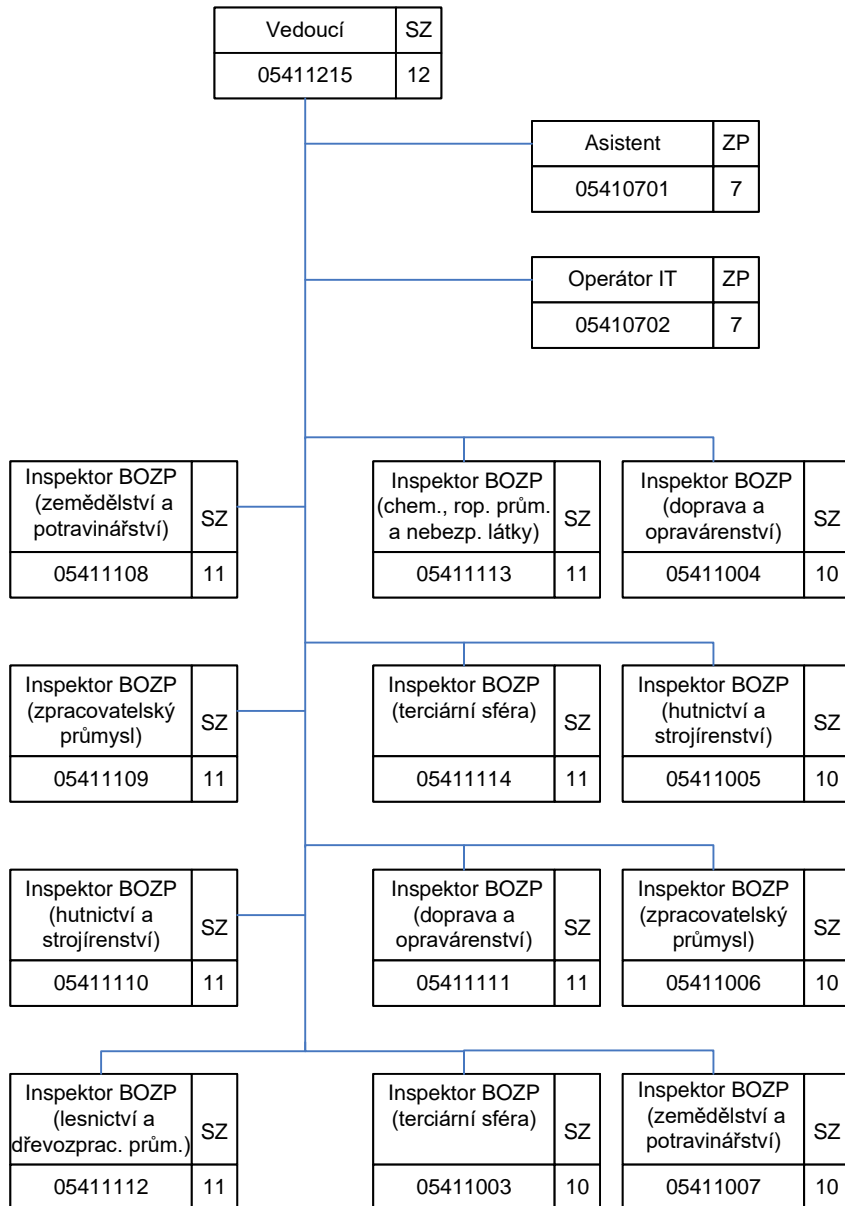 Vedoucí SZ
05411215 12
Asistent ZP
05410701 7
Operátor IT ZP
05410702 7
Inspektor BOZP
(zemědělství a
potravinářství)
SZ
05411108 11
Inspektor BOZP
(chem., rop. prům.
a nebezp. látky)
SZ
05411113 11
Inspektor BOZP
(doprava a
opravárenství)
SZ
05411004 10
Inspektor BOZP
(zpracovatelský
průmysl)
SZ
05411109 11
Inspektor BOZP
(terciární sféra)
SZ
05411114 11
Inspektor BOZP
(hutnictví a
strojírenství)
SZ
05411005 10
Inspektor BOZP
(hutnictví a
strojírenství)
SZ
05411110 11
Inspektor BOZP
(doprava a
opravárenství)
SZ
05411111 11
Inspektor BOZP
(zpracovatelský
průmysl)
SZ
05411006 10
Inspektor BOZP
(lesnictví a
dřevozprac. prům.)
SZ
05411112 11
Inspektor BOZP
(terciární sféra)
SZ
05411003 10
Inspektor BOZP
(zemědělství a
potravinářství)
SZ
05411007 10